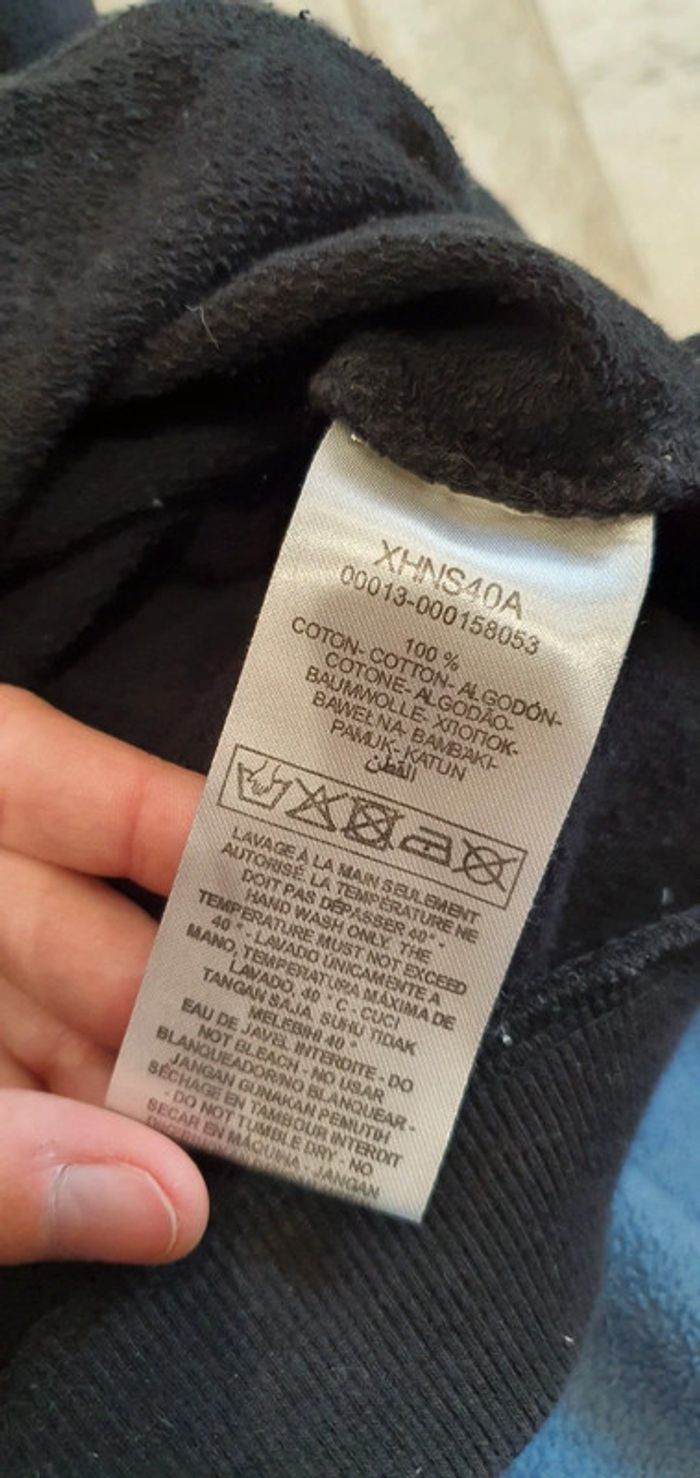 XHNS40A
00013-000158053
100 %
COTON- COTTON- ALGODÓN-
COTONE- ALGODÃO-
BAUMWOLLE- ХЛОПОК-
BAWEŁNA- BAMBAKI-
PAMUK- KATUN
القطن
LAVAGE À LA MAIN SEULEMENT
AUTORISÉ. LA TEMPÉRATURE NE
DOIT PAS DÉPASSER 40° -
HAND WASH ONLY. THE
TEMPERATURE MUST NOT EXCEED
40 ° - LAVADO ÚNICAMENTE A
MANO, TEMPERATURA MÁXIMA DE
LAVADO, 40 ° C - CUCI
TANGAN SAJA, SUHU TIDAK
MELEBIHI 40 °
EAU DE JAVEL INTERDITE - DO
NOT BLEACH - NO USAR
BLANQUEADOR/NO BLANQUEAR -
JANGAN GUNAKAN PEMUTIH
SÉCHAGE EN TAMBOUR INTERDIT
- DO NOT TUMBLE DRY - NO
SECAR EN MÁQUINA - JANGAN